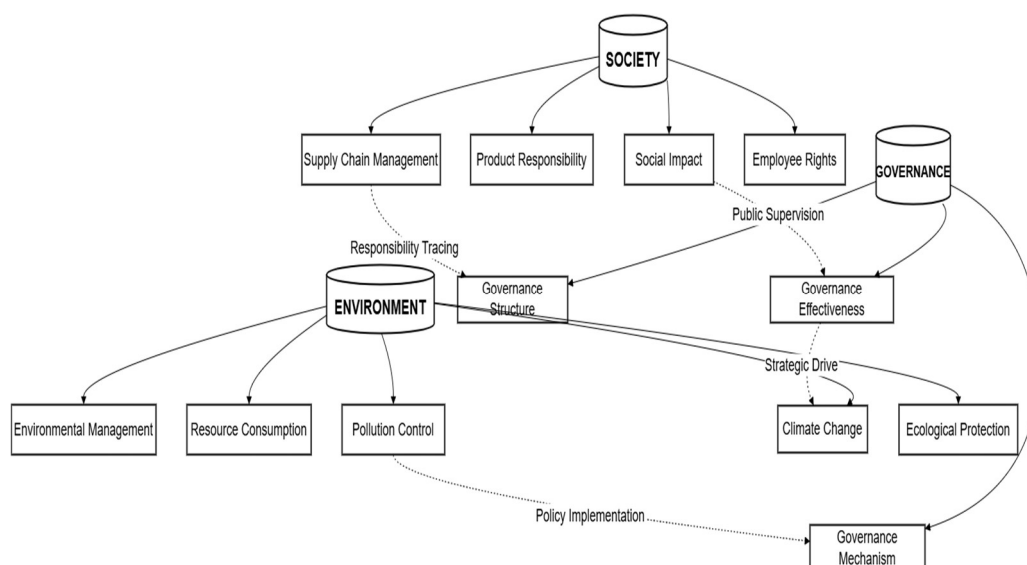 SOCIETY
Supply Chain Management
Product Responsibility
Social Impact
Employee Rights
GOVERNANCE
Public Supervision
Responsibility Tracing
ENVIRONMENT
Governance
Structure
Governance
Effectiveness
Strategic Drive
Environmental Management
Resource Consumption
Pollution Control
Climate Change
Ecological Protection
Policy Implementation
Governance
Mechanism